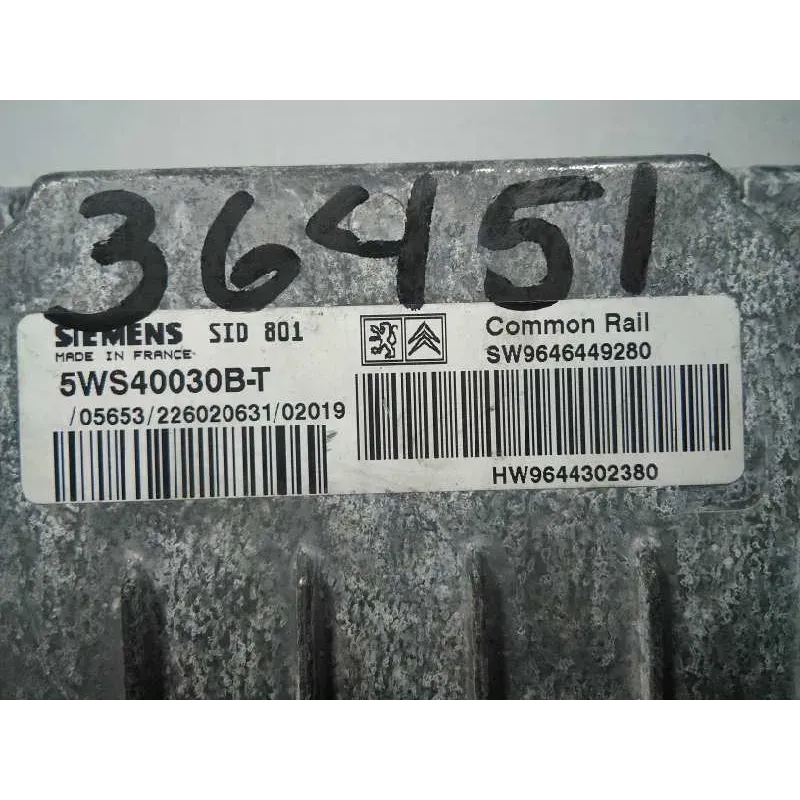 36451
SIEMENS SID 801
MADE IN FRANCE
5WS40030B-T
/05653/226020631/02019
Common Rail
SW9646449280
HW9644302380